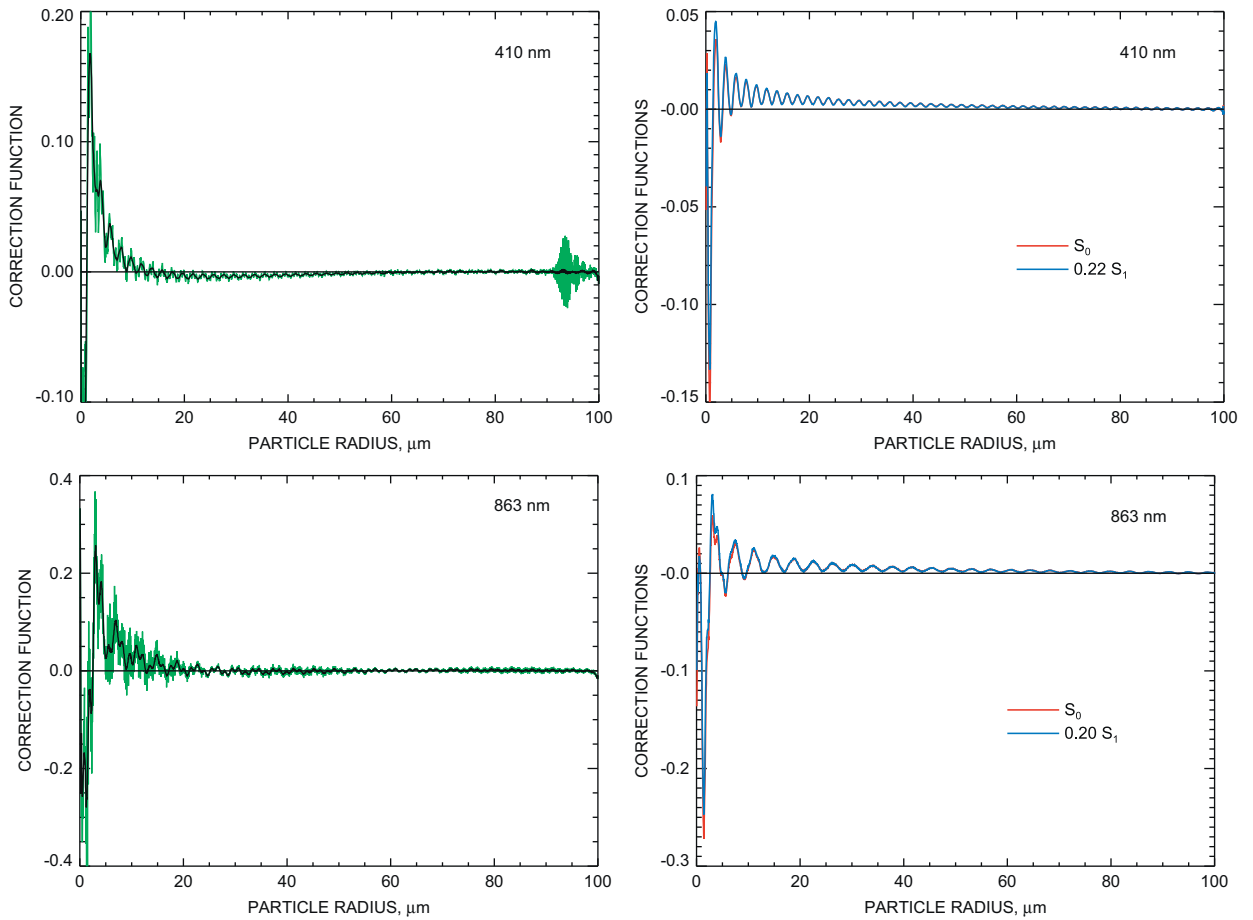 0.20
0.10
0.00
-0.10
410 nm
CORRECTION FUNCTION
0 20 40 60 80 100
PARTICLE RADIUS, μm
0.05
-0.00
-0.05
-0.10
-0.15
410 nm
S₀
0.22 S₁
CORRECTION FUNCTIONS
0 20 40 60 80 100
PARTICLE RADIUS, μm
0.4
0.2
0.0
-0.2
-0.4
863 nm
CORRECTION FUNCTION
0 20 40 60 80 100
PARTICLE RADIUS, μm
0.1
-0.0
-0.1
-0.2
-0.3
863 nm
S₀
0.20 S₁
CORRECTION FUNCTIONS
0 20 40 60 80 100
PARTICLE RADIUS, μm